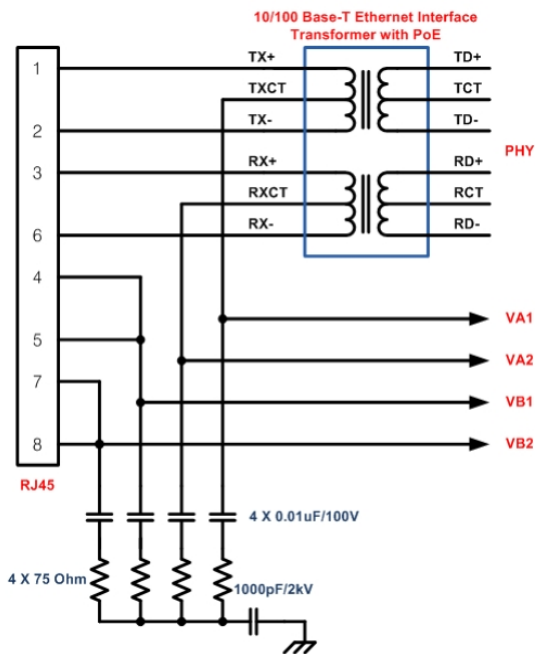 10/100 Base-T Ethernet Interface
Transformer with PoE
1 TX+ TD+
TXCT TCT
2 TX- TD-
PHY
3 RX+ RD+
RXCT RCT
6 RX- RD-
4
VA1
5
VA2
7
VB1
8 VB2
RJ45
4 X 0.01uF/100V
4 X 75 Ohm
1000pF/2kV